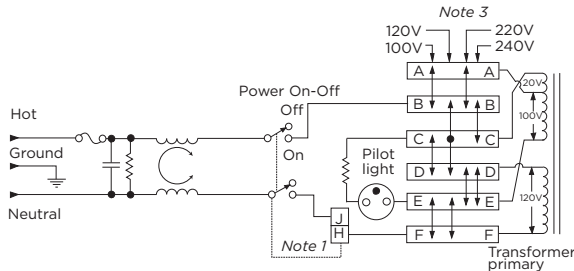 Note 3
120V 220V
100V 240V
A A
20V
Power On-Off
Off
B B
100V
Hot
C C
On
Pilot
light
Ground
D D
120V
E E
Neutral
J
H
Note 1
F F
Transformer
primary